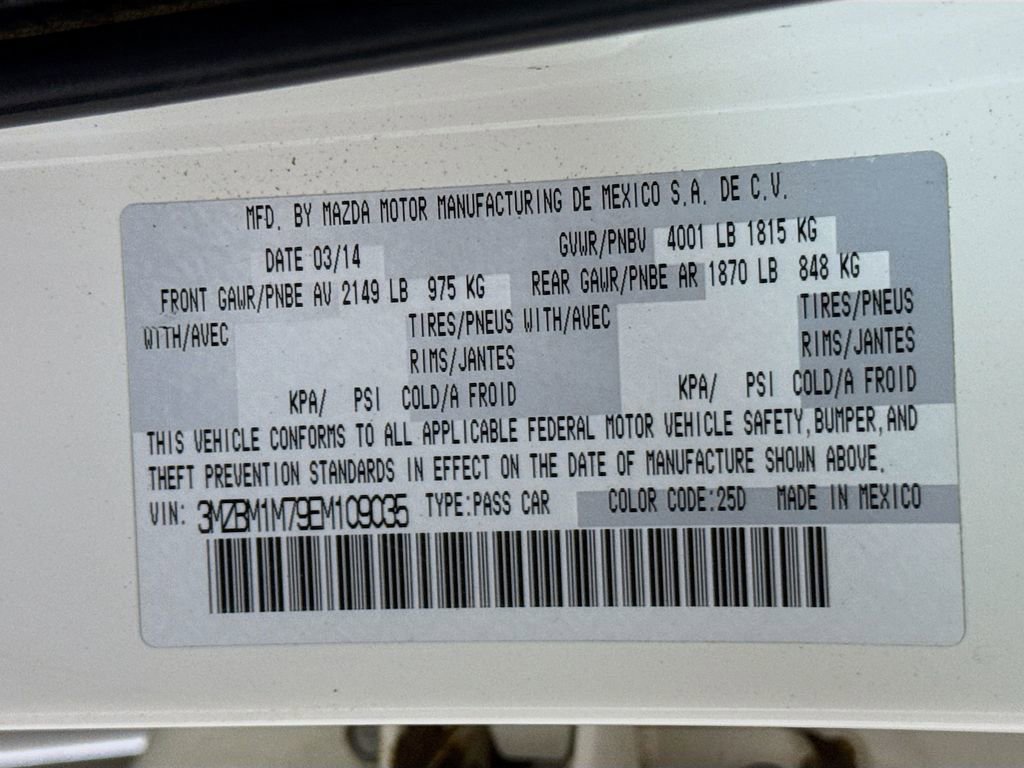 MFD. BY MAZDA MOTOR MANUFACTURING DE MEXICO S.A. DE C.V.
DATE 03/14 GVWR/PNBV 4001 LB 1815 KG
FRONT GAWR/PNBE AV 2149 LB 975 KG REAR GAWR/PNBE AR 1870 LB 848 KG
WITH/AVEC TIRES/PNEUS WITH/AVEC TIRES/PNEUS
RIMS/JANTES RIMS/JANTES
KPA/ PSI COLD/A FROID KPA/ PSI COLD/A FROID
THIS VEHICLE CONFORMS TO ALL APPLICABLE FEDERAL MOTOR VEHICLE SAFETY, BUMPER, AND
THEFT PREVENTION STANDARDS IN EFFECT ON THE DATE OF MANUFACTURE SHOWN ABOVE.
VIN: 3MZBM1M79EM109035 TYPE:PASS CAR COLOR CODE:25D MADE IN MEXICO